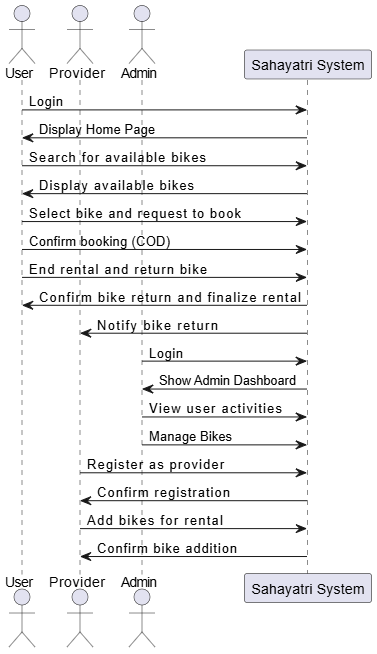 User Provider Admin Sahayatri System
Login
Display Home Page
Search for available bikes
Display available bikes
Select bike and request to book
Confirm booking (COD)
End rental and return bike
Confirm bike return and finalize rental
Notify bike return
Login
Show Admin Dashboard
View user activities
Manage Bikes
Register as provider
Confirm registration
Add bikes for rental
Confirm bike addition
User Provider Admin Sahayatri System